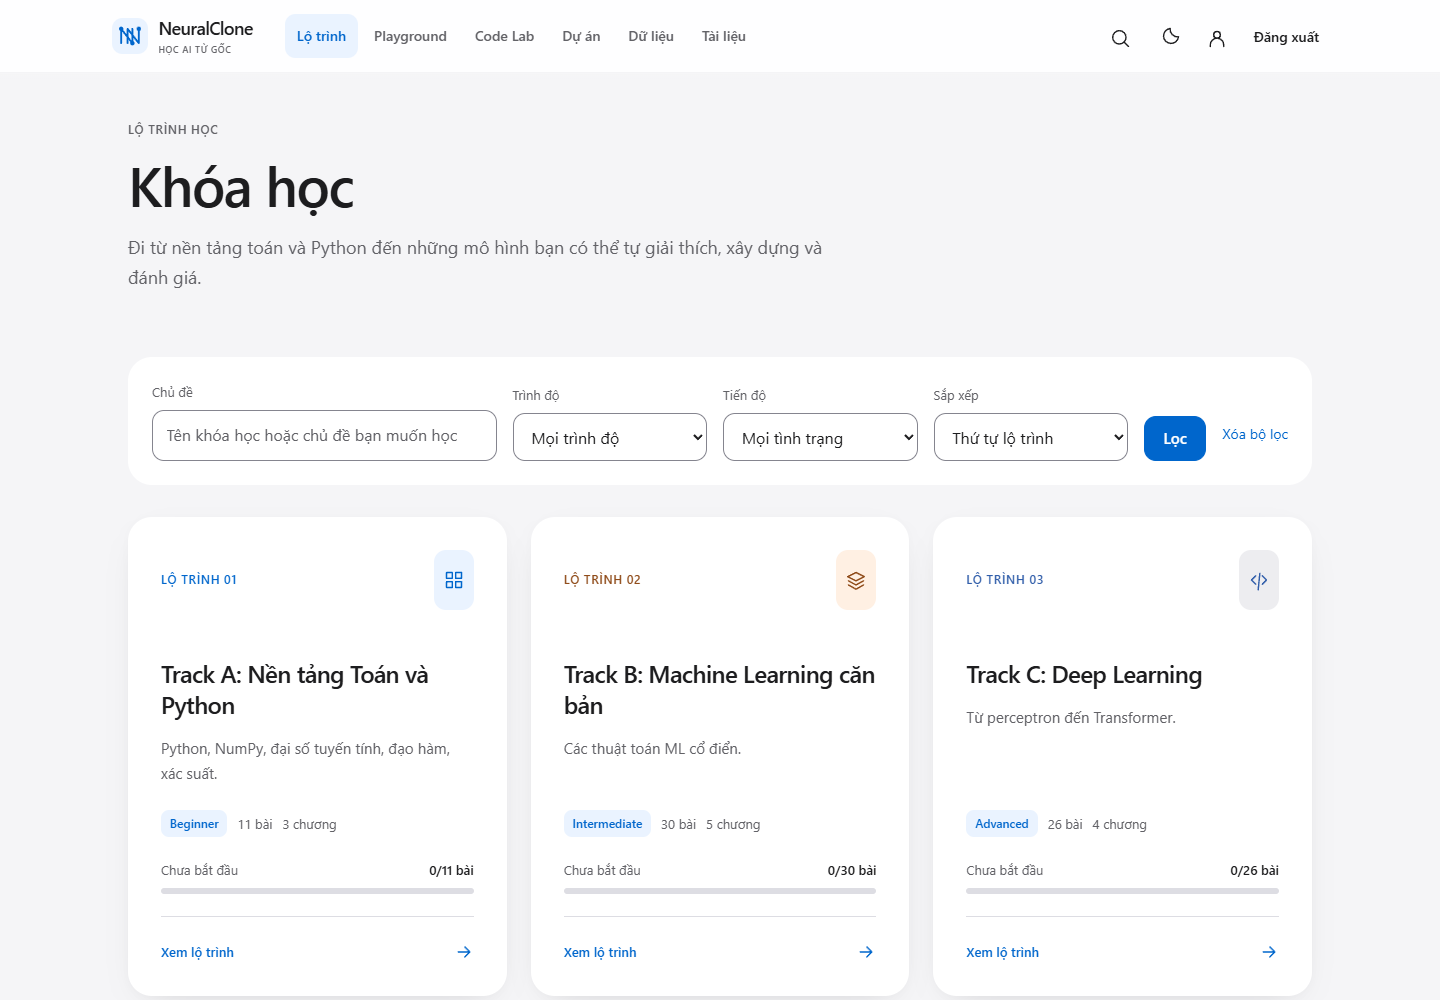 NeuralClone
HỌC AI TỪ GỐC
Lộ trình
Playground
Code Lab
Dự án
Dữ liệu
Tài liệu
Đăng xuất
LỘ TRÌNH HỌC
Khóa học
Đi từ nền tảng toán và Python đến những mô hình bạn có thể tự giải thích, xây dựng và
đánh giá.
Chủ đề
Tên khóa học hoặc chủ đề bạn muốn học
Trình độ
Mọi trình độ
Tiến độ
Mọi tình trạng
Sắp xếp
Thứ tự lộ trình
Lọc
Xóa bộ lọc
LỘ TRÌNH 01
Track A: Nền tảng Toán và
Python
Python, NumPy, đại số tuyến tính, đạo hàm,
xác suất.
Beginner 11 bài 3 chương
Chưa bắt đầu 0/11 bài
Xem lộ trình
LỘ TRÌNH 02
Track B: Machine Learning căn
bản
Các thuật toán ML cổ điển.
Intermediate 30 bài 5 chương
Chưa bắt đầu 0/30 bài
Xem lộ trình
LỘ TRÌNH 03
Track C: Deep Learning
Từ perceptron đến Transformer.
Advanced 26 bài 4 chương
Chưa bắt đầu 0/26 bài
Xem lộ trình